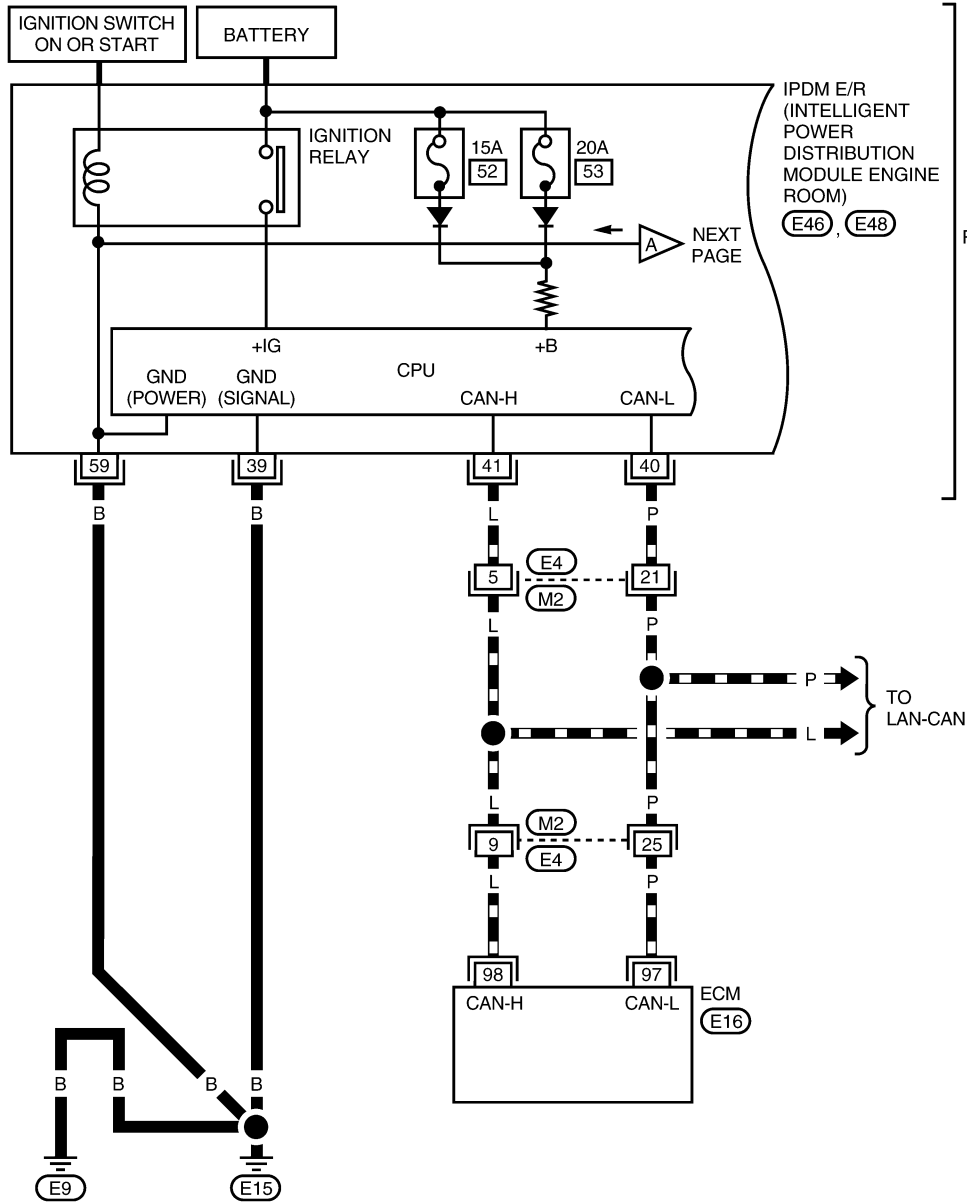 IGNITION SWITCH
ON OR START
BATTERY
IPDM E/R
(INTELLIGENT
POWER
DISTRIBUTION
MODULE ENGINE
ROOM)
E46 , E48
IGNITION
RELAY
15A
52
20A
53
A
NEXT
PAGE
F
+IG
+B
CPU
GND
(POWER)
GND
(SIGNAL)
CAN-H
CAN-L
59
39
41
40
B
B
L
P
5
E4
M2
21
L
P
P
L
TO
LAN-CAN
L
P
9
M2
E4
25
L
P
98
97
CAN-H
CAN-L
ECM
E16
B
B
B
B
E9
E15